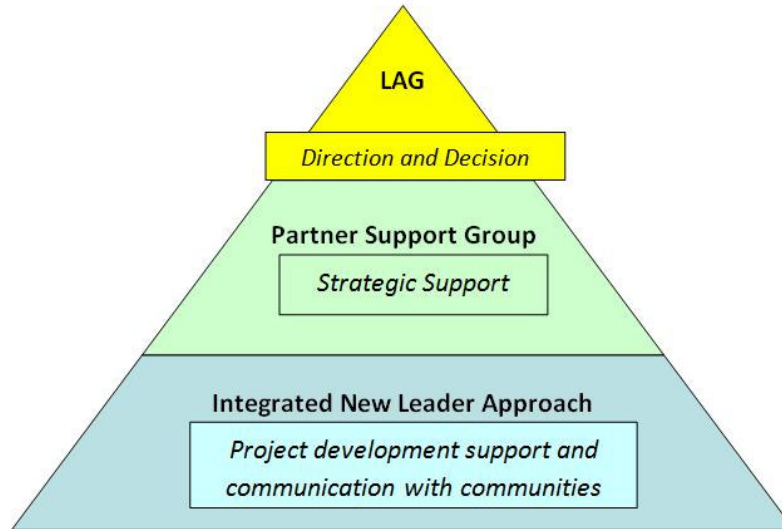 LAG
Direction and Decision
Partner Support Group
Strategic Support
Integrated New Leader Approach
Project development support and
communication with communities